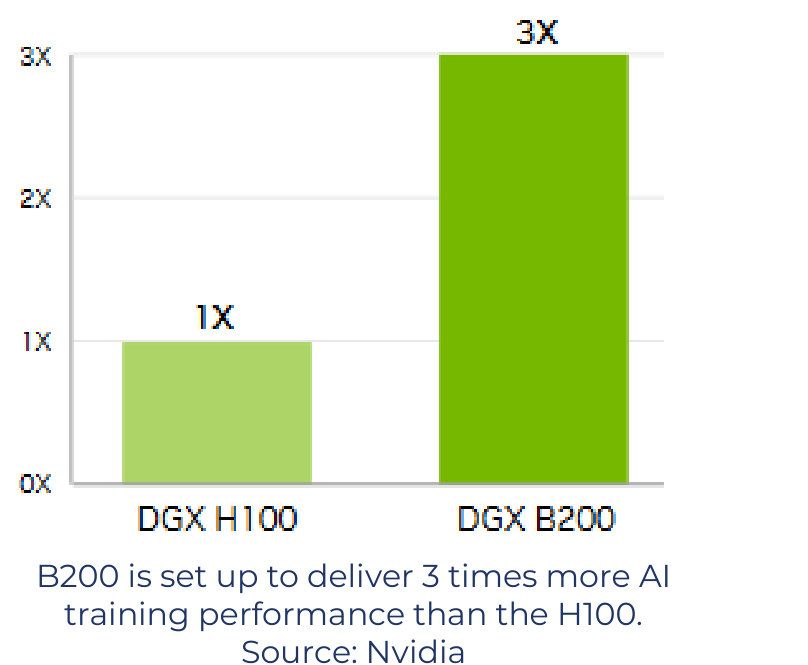 3X
3X
2X
1X
1X
0X
DGX H100 DGX B200
B200 is set up to deliver 3 times more AI
training performance than the H100.
Source: Nvidia